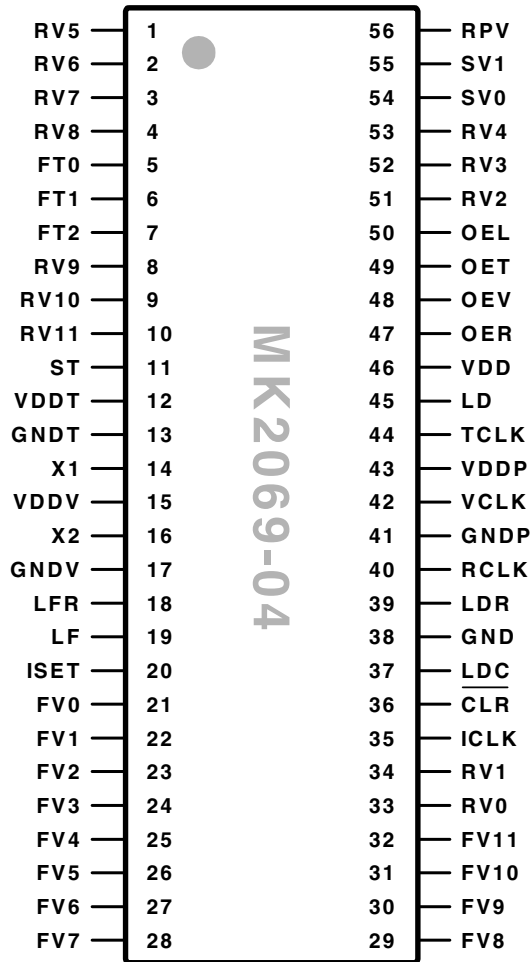 RV5 1 56 RPV
RV6 2 55 SV1
RV7 3 54 SV0
RV8 4 53 RV4
FT0 5 52 RV3
FT1 6 51 RV2
FT2 7 50 OEL
RV9 8 49 OET
RV10 9 48 OEV
RV11 10 47 OER
ST 11 46 VDD
VDDT 12 45 LD
GNDT 13 44 TCLK
X1 14 43 VDDP
VDDV 15 42 VCLK
X2 16 41 GNDP
GNDV 17 40 RCLK
LFR 18 39 LDR
LF 19 38 GND
ISET 20 37 LDC
FV0 21 36 CLR
FV1 22 35 ICLK
FV2 23 34 RV1
FV3 24 33 RV0
FV4 25 32 FV11
FV5 26 31 FV10
FV6 27 30 FV9
FV7 28 29 FV8
MK2069-04